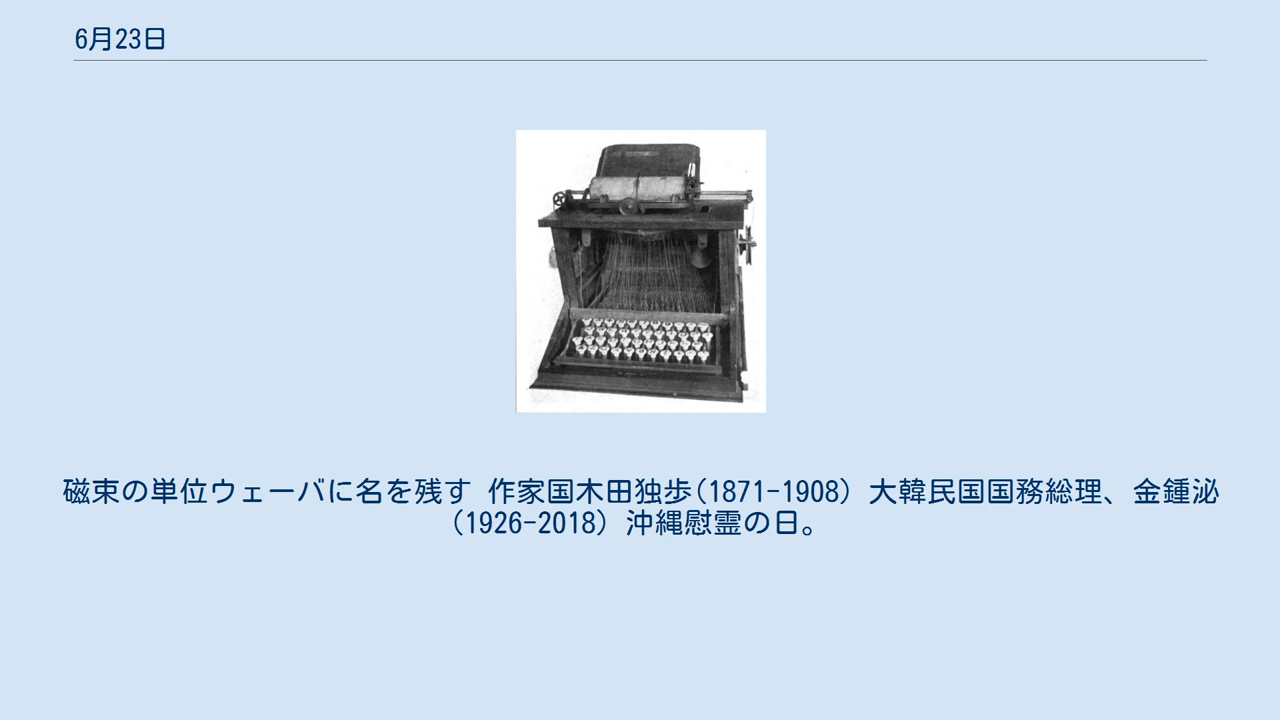 6月23日
磁束の単位ウェーバに名を残す 作家国木田独歩(1871-1908) 大韓民国国務総理、金鍾泌
(1926-2018) 沖縄慰霊の日。